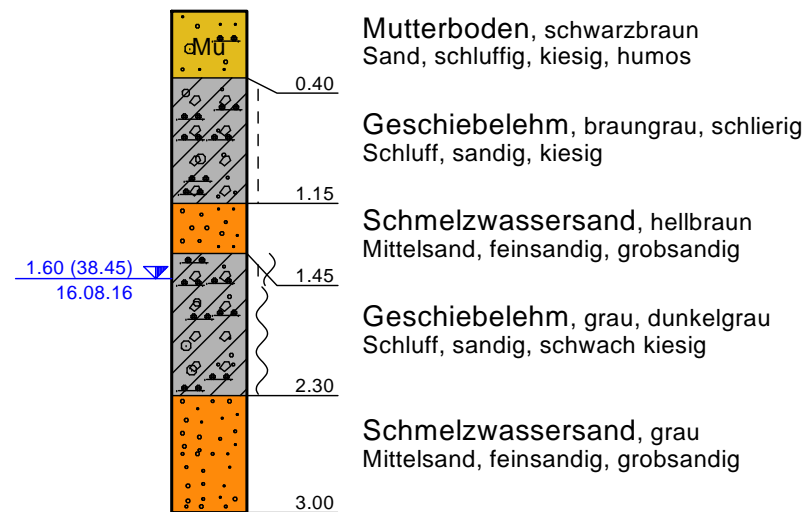 Mutterboden, schwarzbraun
Sand, schluffig, kiesig, humos
Mu
0.40
Geschiebelehm, braungrau, schlierig
Schluff, sandig, kiesig
1.15
Schmelzwassersand, hellbraun
Mittelsand, feinsandig, grobsandig
1.60 (38.45)
16.08.16
1.45
Geschiebelehm, grau, dunkelgrau
Schluff, sandig, schwach kiesig
2.30
Schmelzwassersand, grau
Mittelsand, feinsandig, grobsandig
3.00